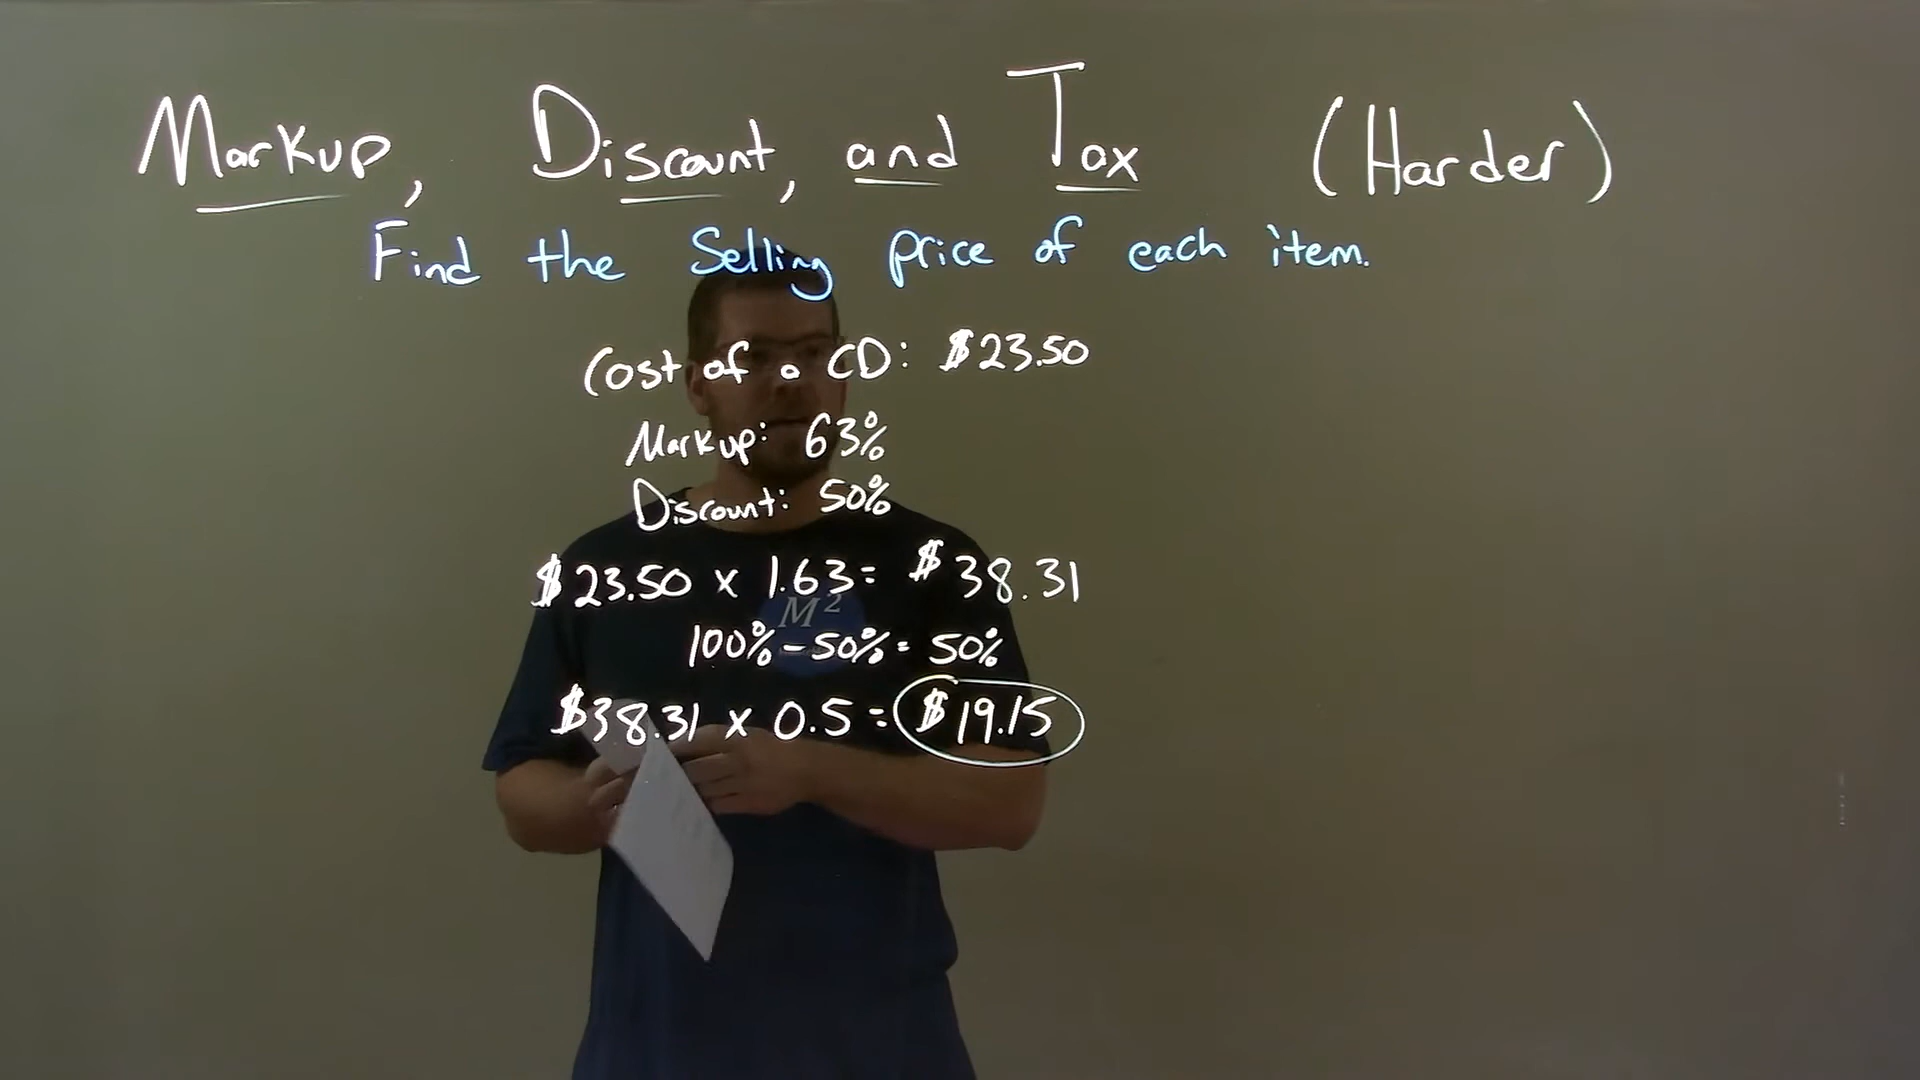 Markup, Discount, and Tax (Harder)
Find the Selling price of each item.
Cost of a CD: $23.50
Markup: 63%
Discount: 50%
$23.50 x 1.63 = $38.31
M²
100% - 50% = 50%
$38.31 x 0.5 = $19.15